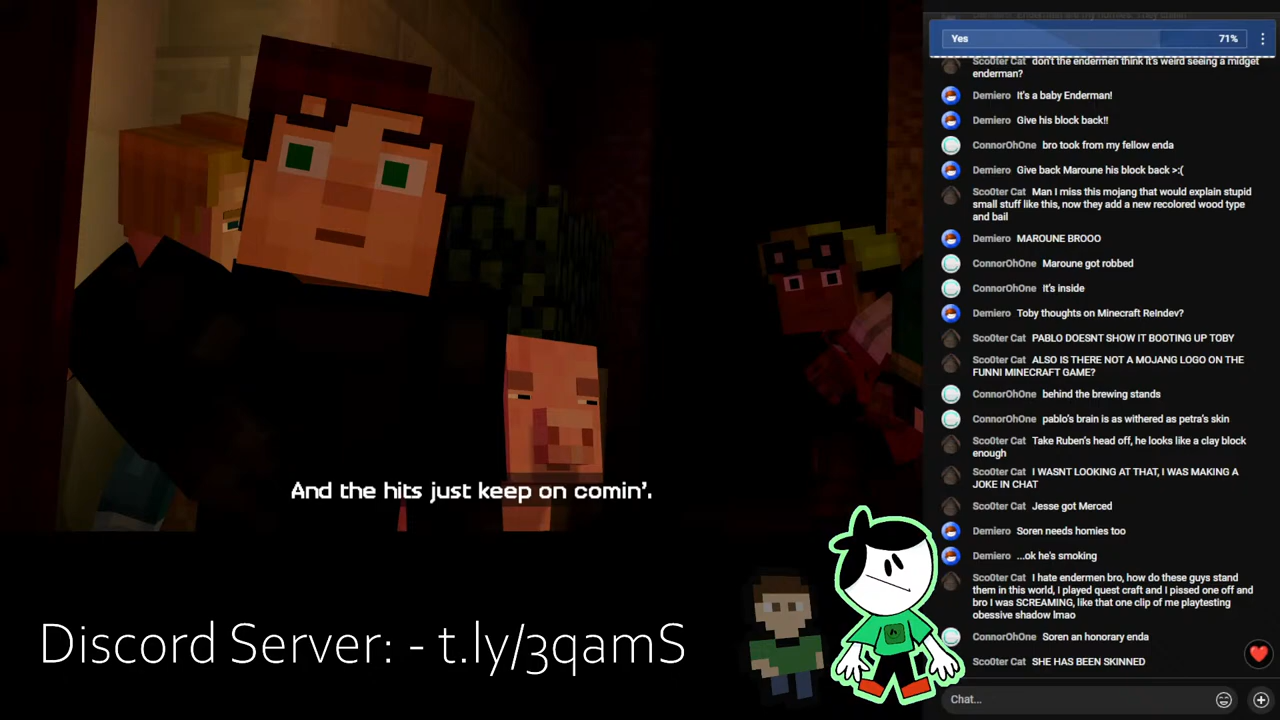 And the hits just keep on comin'.
Discord Server: - t.ly/3qamS
Yes 71%
Sco0ter Cat don't the endermen think it's weird seeing a midget
enderman?
Demiero It's a baby Enderman!
Demiero Give his block back!!
ConnorOhOne bro took from my fellow enda
Demiero Give back Maroune his block back >:(
Sco0ter Cat Man I miss this mojang that would explain stupid
small stuff like this, now they add a new recolored wood type
and bail
Demiero MAROUNE BROOO
ConnorOhOne Maroune got robbed
ConnorOhOne It's inside
Demiero Toby thoughts on Minecraft ReIndev?
Sco0ter Cat PABLO DOESNT SHOW IT BOOTING UP TOBY
Sco0ter Cat ALSO IS THERE NOT A MOJANG LOGO ON THE
FUNNI MINECRAFT GAME?
ConnorOhOne behind the brewing stands
ConnorOhOne pablo's brain is as withered as petra's skin
Sco0ter Cat Take Ruben's head off, he looks like a clay block
enough
Sco0ter Cat I WASNT LOOKING AT THAT, I WAS MAKING A
JOKE IN CHAT
Sco0ter Cat Jesse got Merced
Demiero Soren needs homies too
Demiero ...ok he's smoking
Sco0ter Cat I hate endermen bro, how do these guys stand
them in this world, I played quest craft and I pissed one off and
bro I was SCREAMING, like that one clip of me playtesting
obessive shadow lmao
ConnorOhOne Soren an honorary enda
Sco0ter Cat SHE HAS BEEN SKINNED
Chat...